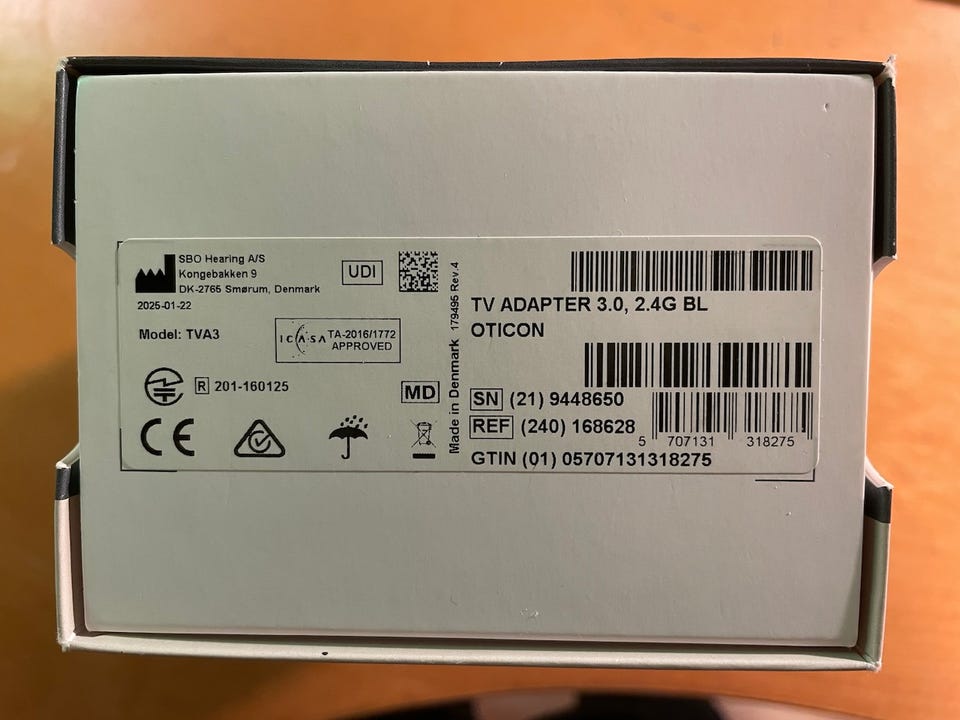 SBO Hearing A/S
Kongebakken 9
DK-2765 Smørum, Denmark
2025-01-22
UDI
Model: TVA3
ICASA TA-2016/1772
APPROVED
R 201-160125
MD
CE
Made in Denmark 179495 Rev.4
TV ADAPTER 3.0, 2.4G BL
OTICON
SN (21) 9448650
REF (240) 168628
5 707131 318275
GTIN (01) 05707131318275